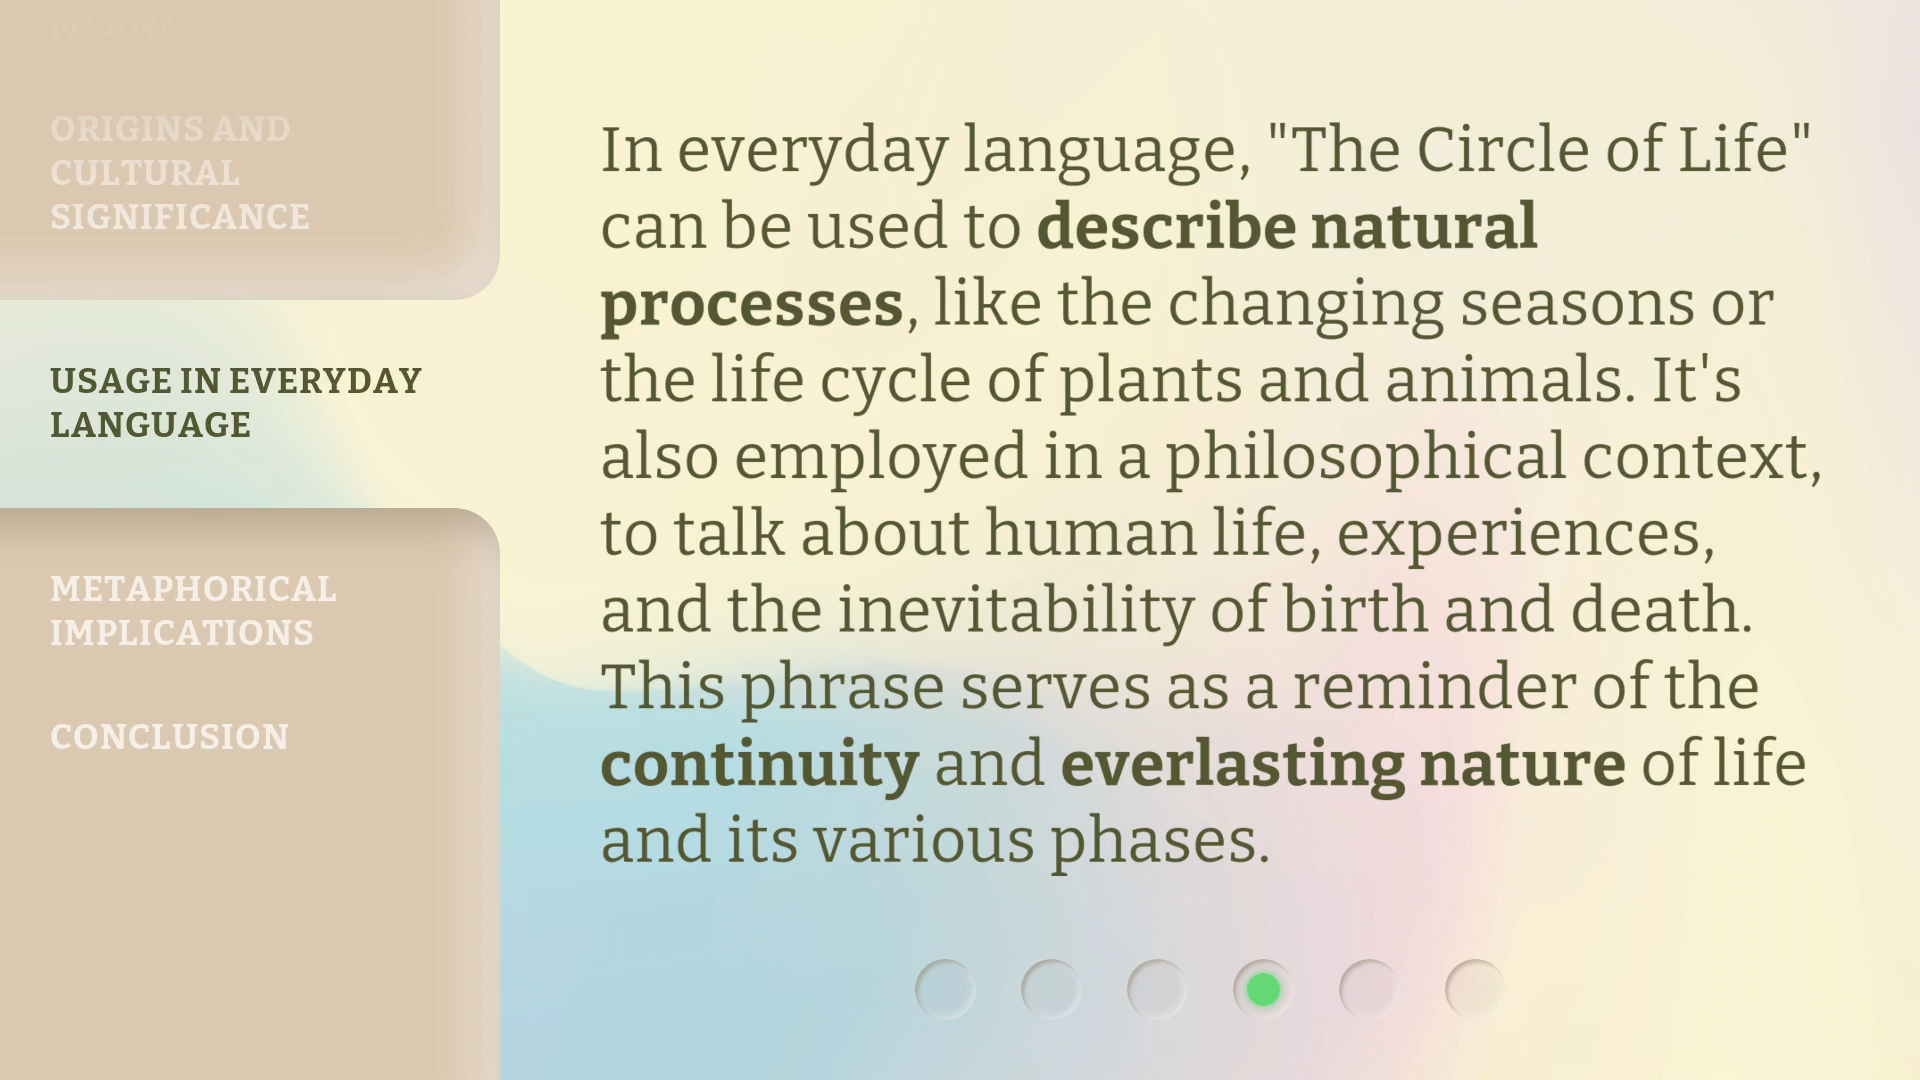 MEAN?
ORIGINS AND
CULTURAL
SIGNIFICANCE
USAGE IN EVERYDAY
LANGUAGE
METAPHORICAL
IMPLICATIONS
CONCLUSION
In everyday language, "The Circle of Life"
can be used to describe natural
processes, like the changing seasons or
the life cycle of plants and animals. It's
also employed in a philosophical context,
to talk about human life, experiences,
and the inevitability of birth and death.
This phrase serves as a reminder of the
continuity and everlasting nature of life
and its various phases.